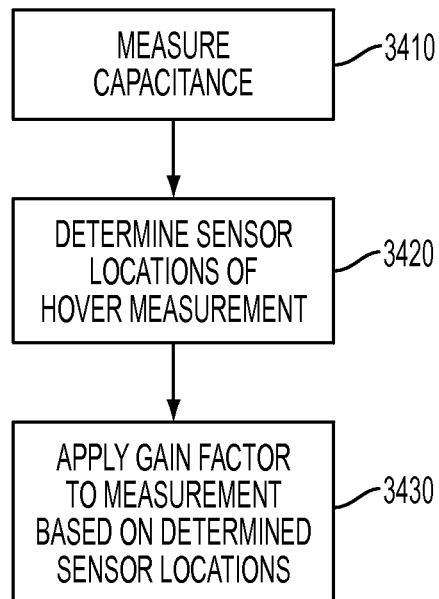 MEASURE
CAPACITANCE
3410
DETERMINE SENSOR
LOCATIONS OF
HOVER MEASUREMENT
3420
APPLY GAIN FACTOR
TO MEASUREMENT
BASED ON DETERMINED
SENSOR LOCATIONS
3430